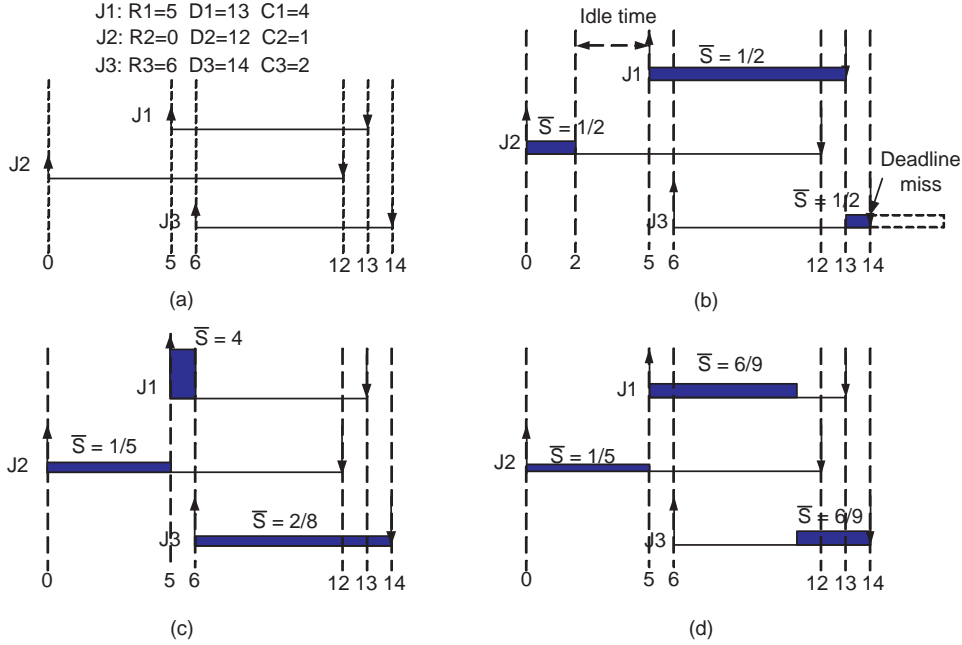 J1: R1=5 D1=13 C1=4
J2: R2=0 D2=12 C2=1
J3: R3=6 D3=14 C3=2
J1
J2
J3
0 5 6 12 13 14
(a)
Idle time
J1
S̅ = 1/2
J2
S̅ = 1/2
Deadline
miss
J3
S̅ = 1/2
0 2 5 6 12 13 14
(b)
S̅ = 4
J1
S̅ = 1/5
J2
S̅ = 2/8
J3
0 5 6 12 13 14
(c)
S̅ = 6/9
J1
J2
S̅ = 1/5
S̅ = 6/9
J3
0 5 6 12 13 14
(d)